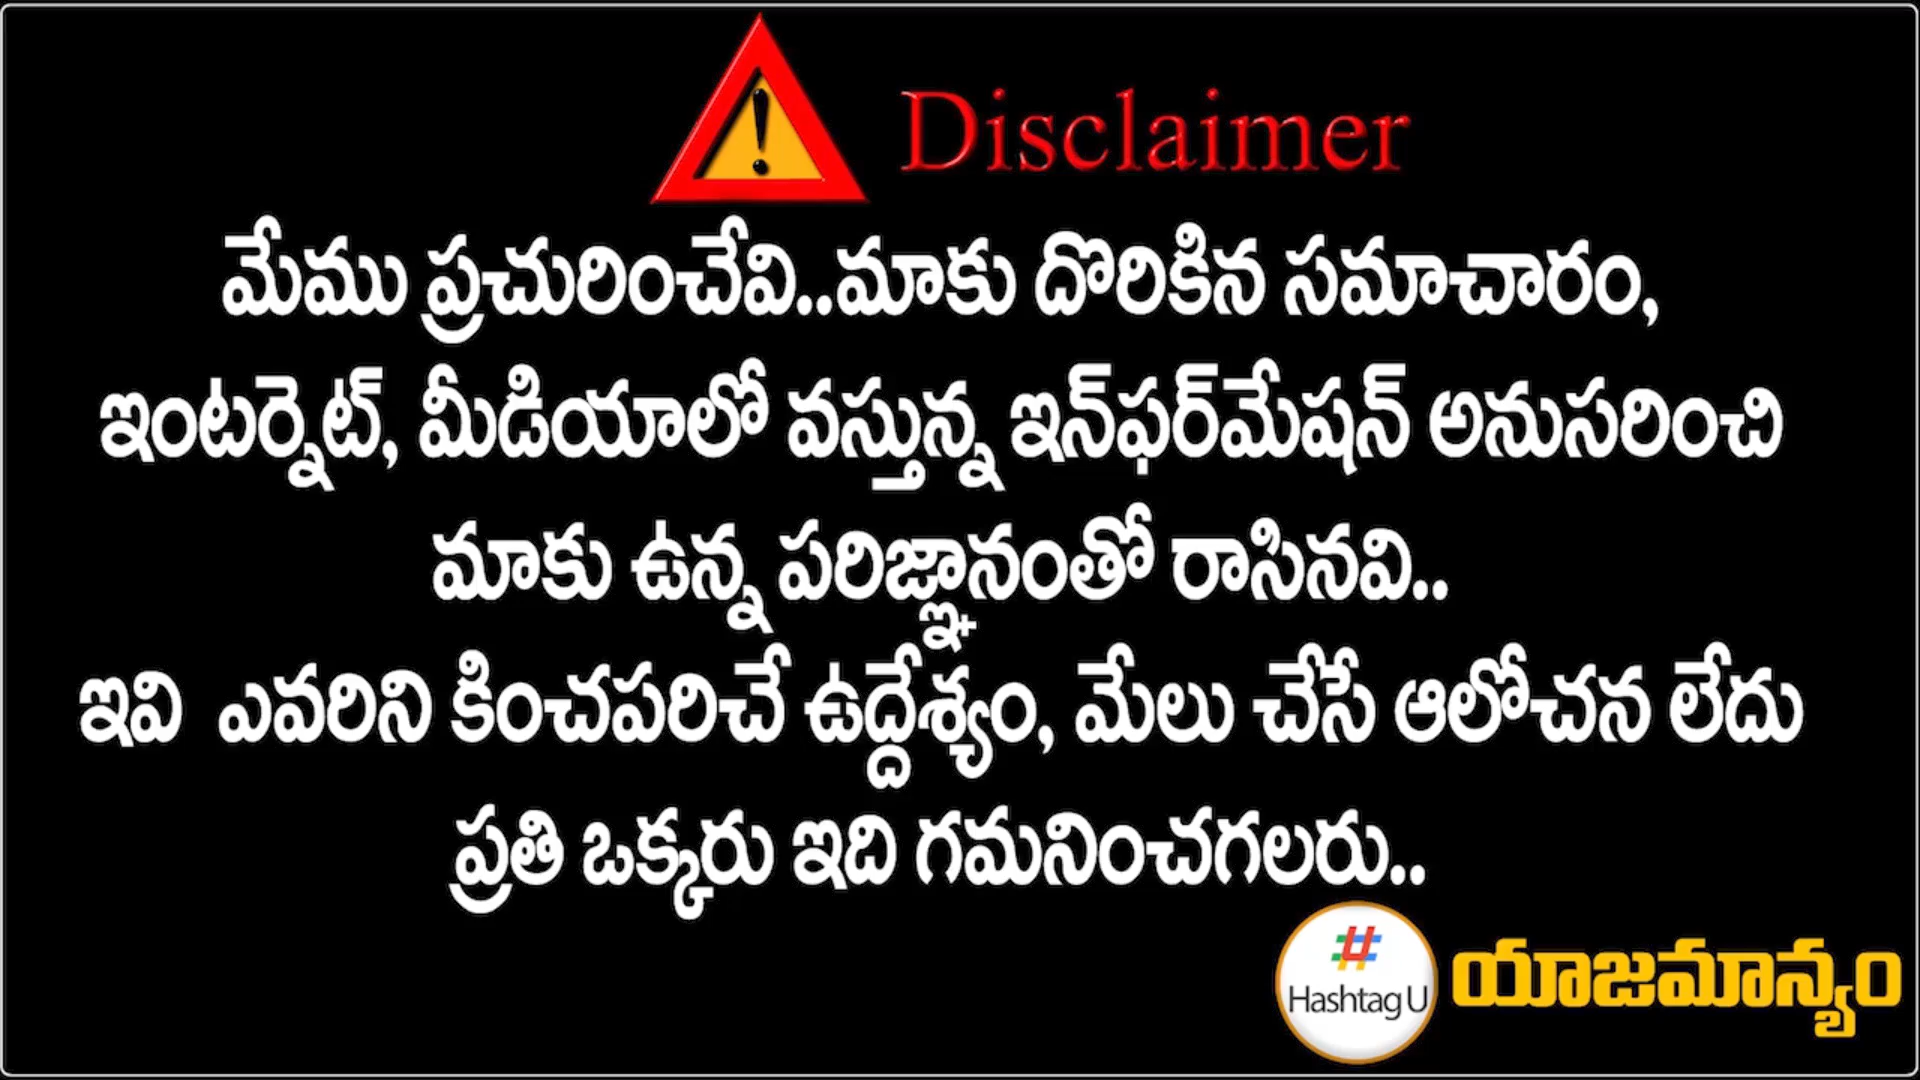 Disclaimer
మేము ప్రచురించేవి..మాకు దొరికిన సమాచారం,
ఇంటర్నెట్, మీడియాలో వస్తున్న ఇన్‌ఫర్‌మేషన్ అనుసరించి
మాకు ఉన్న పరిజ్ఞానంతో రాసినవి..
ఇవి ఎవరిని కించపరిచే ఉద్దేశ్యం, మేలు చేసే ఆలోచన లేదు
ప్రతి ఒక్కరు ఇది గమనించగలరు..
# Hashtag U యాజమాన్యం